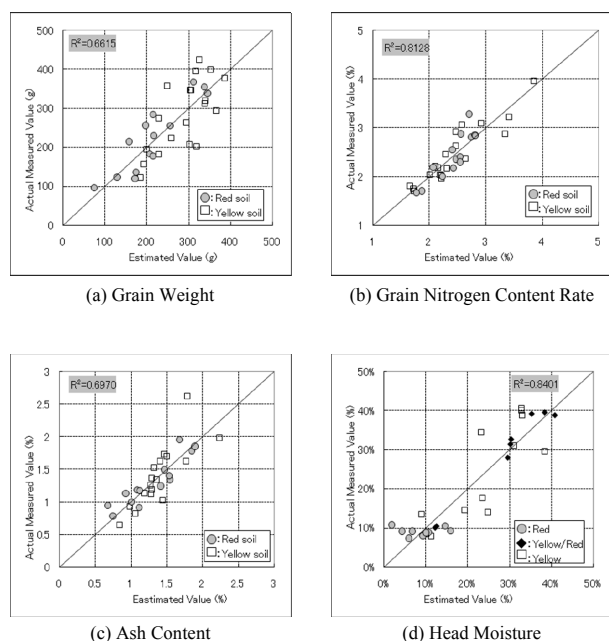 500
R²=0.6615
400
300
200
100
0
Actual Measured Value (g)
: Red soil
: Yellow soil
0 100 200 300 400 500
Estimated Value (g)
(a) Grain Weight
5
R²=0.8128
4
3
2
1
Actual Measured Value (%)
: Red soil
: Yellow soil
1 2 3 4 5
Estimated Value (%)
(b) Grain Nitrogen Content Rate
3
R²=0.6970
2.5
2
1.5
1
0.5
0
Actual Measured Value (%)
: Red soil
: Yellow soil
0 0.5 1 1.5 2 2.5 3
Eastimated Value (%)
(c) Ash Content
50%
R²=0.8401
40%
30%
20%
10%
0%
Actual Measured Value (%)
: Red
: Yellow/Red
: Yellow
0% 10% 20% 30% 40% 50%
Estimated Value (%)
(d) Head Moisture